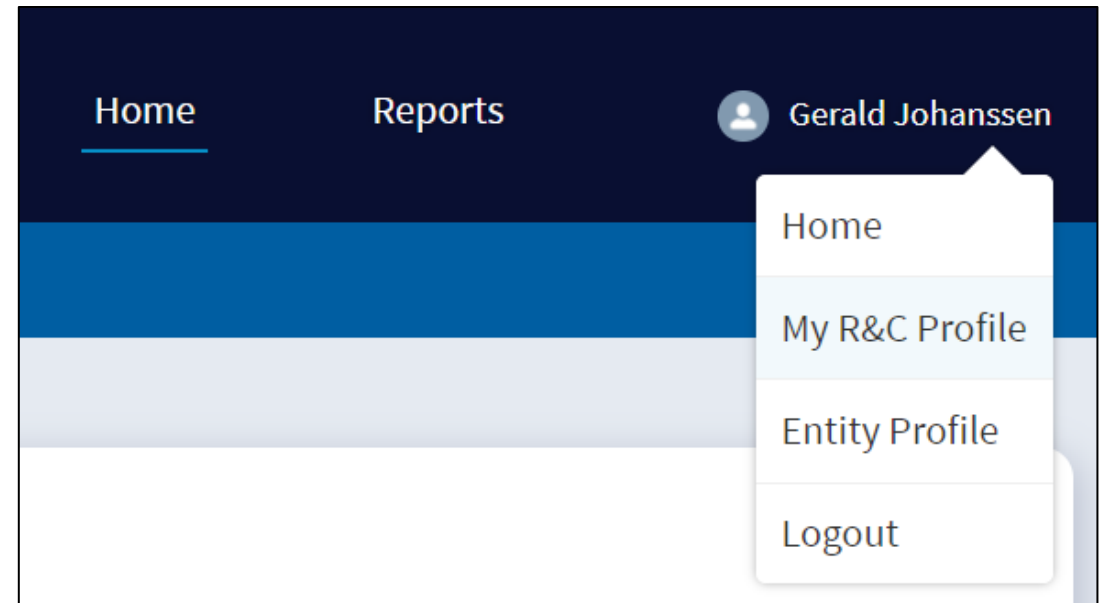 Home
Reports
Gerald Johanssen
Home
My R&C Profile
Entity Profile
Logout